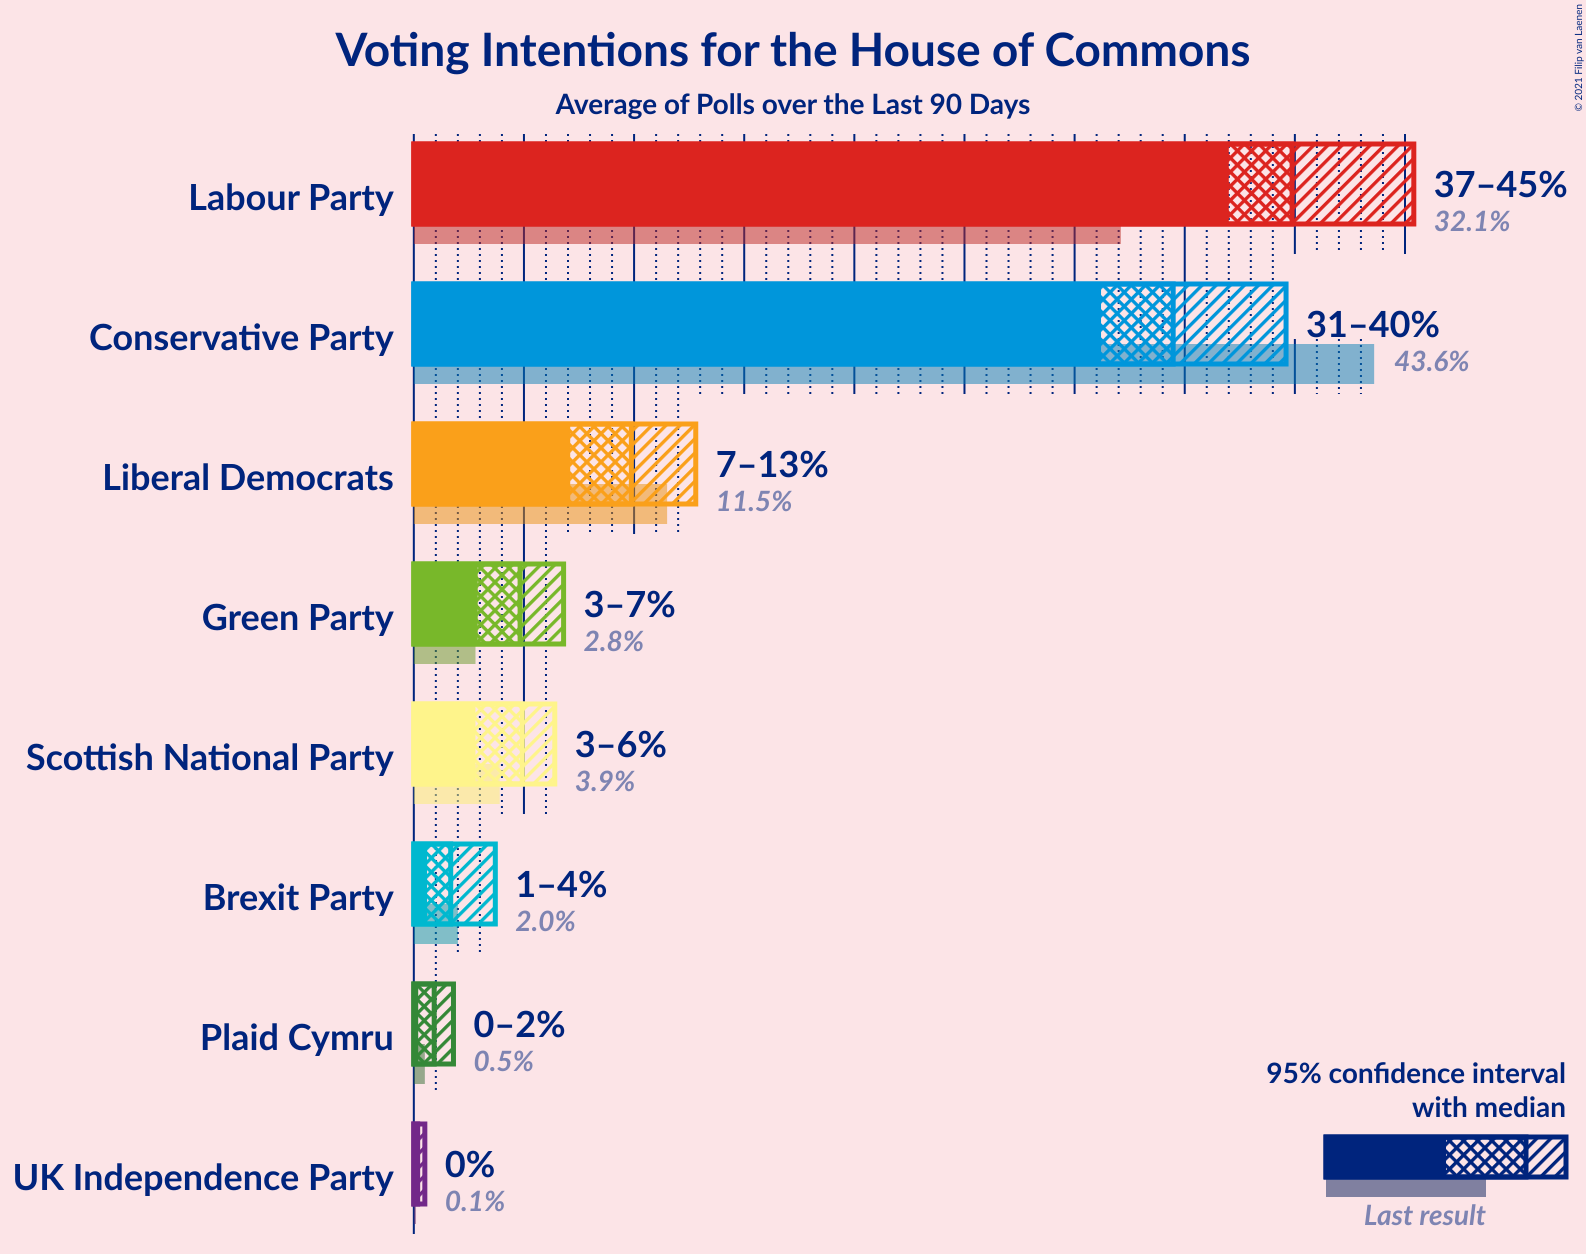 Voting Intentions for the House of Commons
Average of Polls over the Last 90 Days
© 2021 Filip van Laenen
Labour Party
37–45%
32.1%
Conservative Party
31–40%
43.6%
Liberal Democrats
7–13%
11.5%
Green Party
3–7%
2.8%
Scottish National Party
3–6%
3.9%
Brexit Party
1–4%
2.0%
Plaid Cymru
0–2%
0.5%
UK Independence Party
0%
0.1%
95% confidence interval
with median
Last result